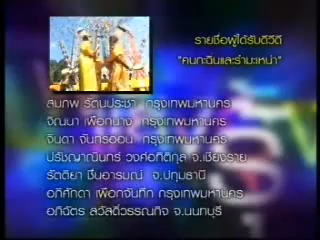 รายชื่อผู้ได้รับดีวีดี
"คนทะฉินและรำมะเหน่า"
สมภพ รัตนประชา กรุงเทพมหานคร
จิณนา เผือกนาง กรุงเทพมหานคร
จินดา จันทรอ่อน กรุงเทพมหานคร
ปรัชญาณินทร์ วงศ์อทิติกุล จ.เชียงราย
รัตติยา ชื่นอารมณ์ จ.ปทุมธานี
อภิศักดา เผือกจันทึก กรุงเทพมหานคร
อภิฉัตร สวัสดิ์วรรณกิจ จ.นนทบุรี